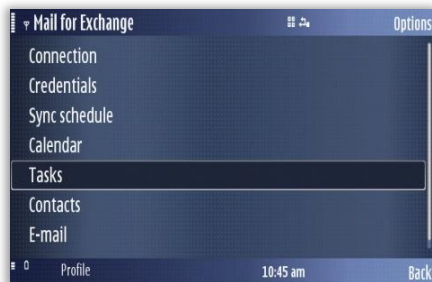 Mail for Exchange Options
Connection
Credentials
Sync schedule
Calendar
Tasks
Contacts
E-mail
Profile 10:45 am Back